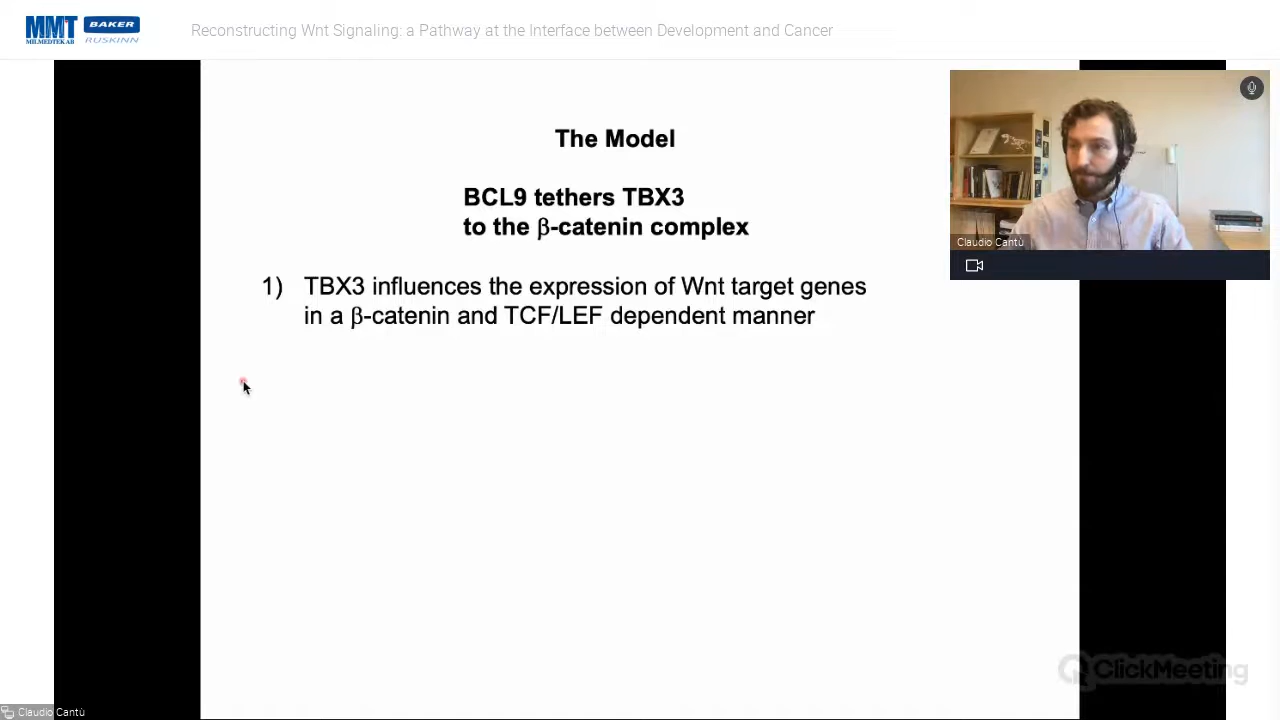 MMT
MILMEDTEK AB
BAKER
RUSKINN
Reconstructing Wnt Signaling: a Pathway at the Interface between Development and Cancer
The Model
BCL9 tethers TBX3
to the β-catenin complex
1) TBX3 influences the expression of Wnt target genes
in a β-catenin and TCF/LEF dependent manner
Claudio Cantù
ClickMeeting
Claudio Cantù